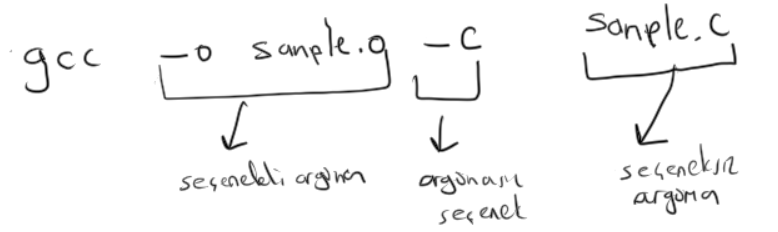 gcc -o sample.o -c sample.c
seçenekli argüman
argümansız
seçenek
seçeneksiz
argüman